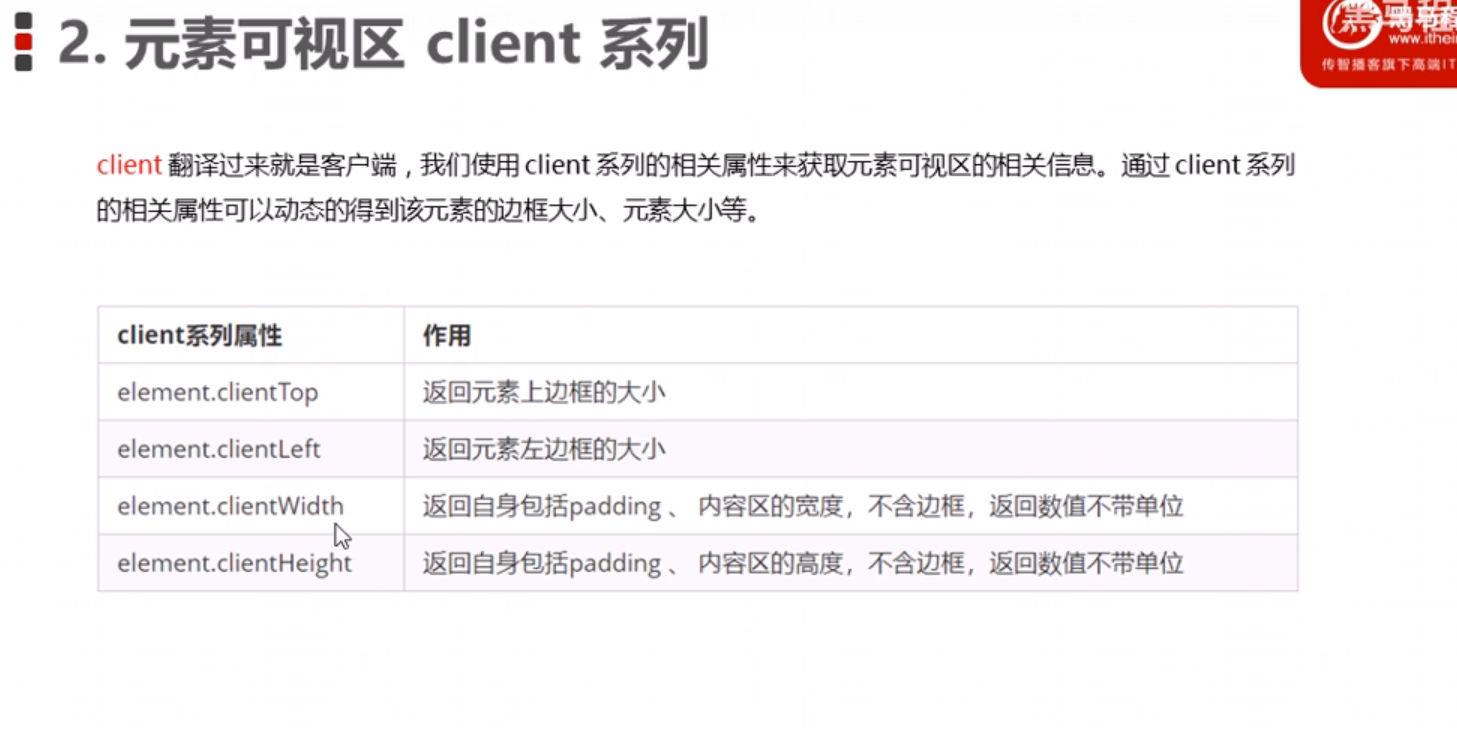 2. 元素可视区 client 系列
传智播客旗下高端IT
client 翻译过来就是客户端，我们使用 client 系列的相关属性来获取元素可视区的相关信息。通过 client 系列
的相关属性可以动态的得到该元素的边框大小、元素大小等。
client系列属性 作用
element.clientTop 返回元素上边框的大小
element.clientLeft 返回元素左边框的大小
element.clientWidth 返回自身包括padding 、 内容区的宽度，不含边框，返回数值不带单位
element.clientHeight 返回自身包括padding 、 内容区的高度，不含边框，返回数值不带单位